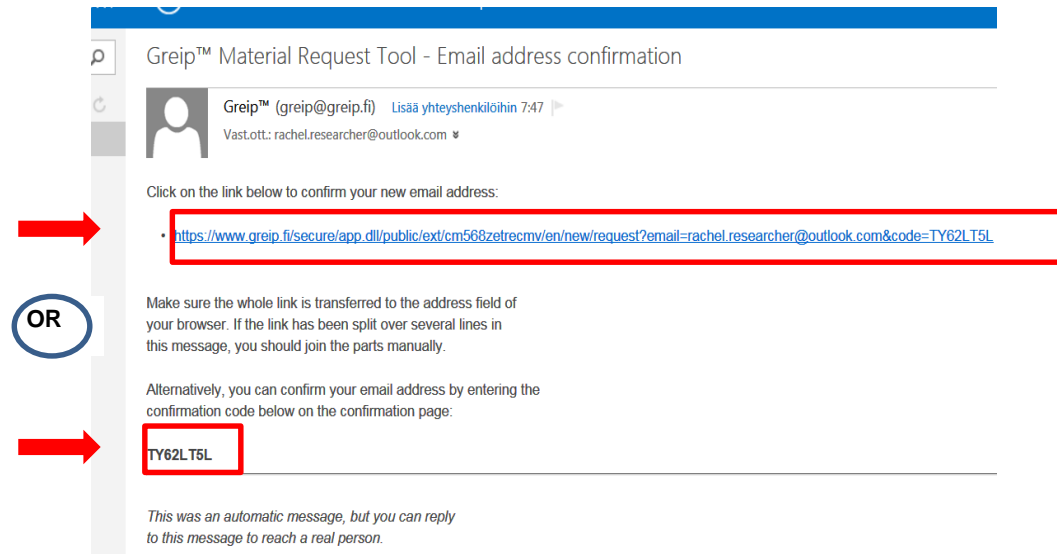 Greip™ Material Request Tool - Email address confirmation
Greip™ (greip@greip.fi) Lisää yhteyshenkilöihin 7:47
Vast.ott.: rachel.researcher@outlook.com
Click on the link below to confirm your new email address:
• https://www.greip.fi/secure/app.dll/public/ext/cm568zetrecmv/en/new/request?email=rachel.researcher@outlook.com&code=TY62LT5L
OR
Make sure the whole link is transferred to the address field of
your browser. If the link has been split over several lines in
this message, you should join the parts manually.
Alternatively, you can confirm your email address by entering the
confirmation code below on the confirmation page:
TY62LT5L
This was an automatic message, but you can reply
to this message to reach a real person.